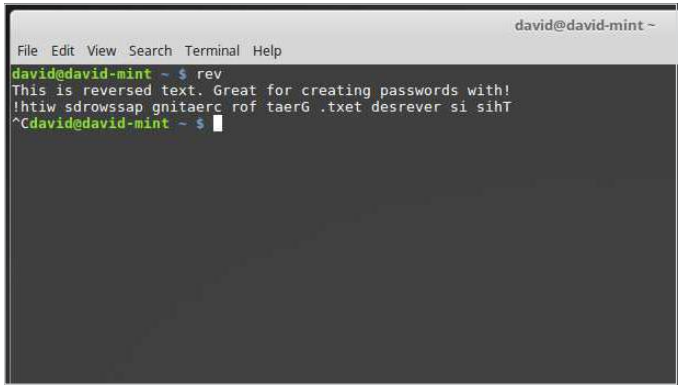 david@david-mint ~
File Edit View Search Terminal Help
david@david-mint ~ $ rev
This is reversed text. Great for creating passwords with!
!htiw sdrowssap gnitaerc rof taerG .txet desrever si sihT
^Cdavid@david-mint ~ $